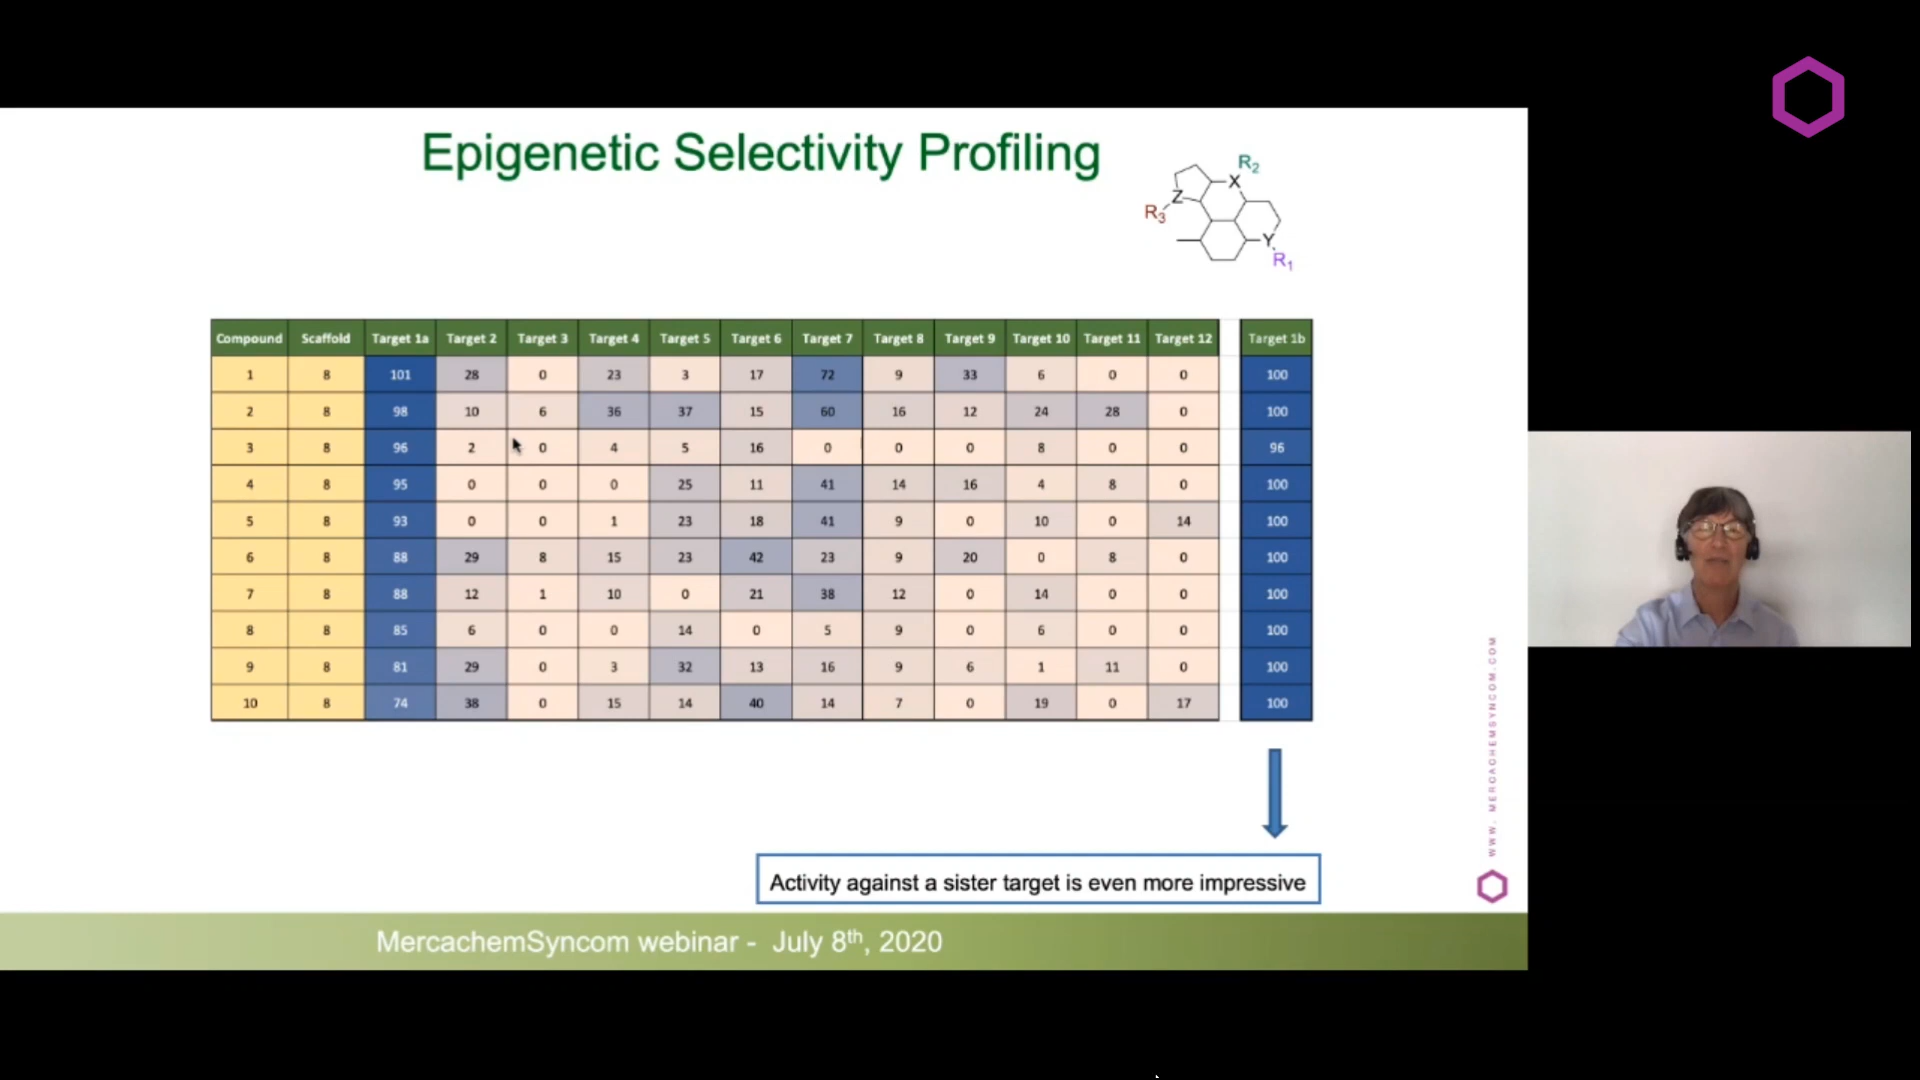 Epigenetic Selectivity Profiling
R2
X
Z
R3
Y
R1
Compound Scaffold Target 1a Target 2 Target 3 Target 4 Target 5 Target 6 Target 7 Target 8 Target 9 Target 10 Target 11 Target 12 Target 1b
1 8 101 28 0 23 3 17 72 9 33 6 0 0 100
2 8 98 10 6 36 37 15 60 16 12 24 28 0 100
3 8 96 2 0 4 5 16 0 0 0 8 0 0 96
4 8 95 0 0 0 25 11 41 14 16 4 8 0 100
5 8 93 0 0 1 23 18 41 9 0 10 0 14 100
6 8 88 29 8 15 23 42 23 9 20 0 8 0 100
7 8 88 12 1 10 0 21 38 12 0 14 0 0 100
8 8 85 6 0 0 14 0 5 9 0 6 0 0 100
9 8 81 29 0 3 32 13 16 9 6 1 11 0 100
10 8 74 38 0 15 14 40 14 7 0 19 0 17 100
Activity against a sister target is even more impressive
WWW. MERCACHEMSYNCOM.COM
MercachemSyncom webinar - July 8th, 2020